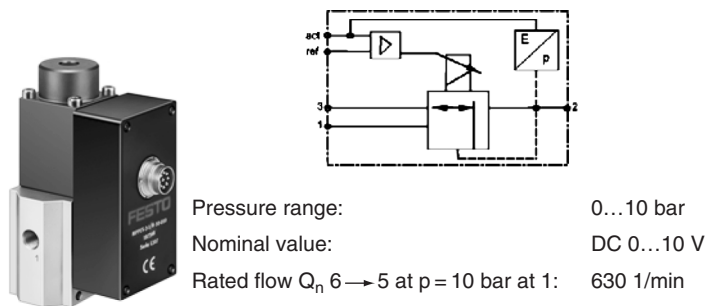 act
ref
3
1
E
p
2
FESTO
1
Pressure range: 0…10 bar
Nominal value: DC 0…10 V
Rated flow Qn 6 → 5 at p = 10 bar at 1: 630 1/min